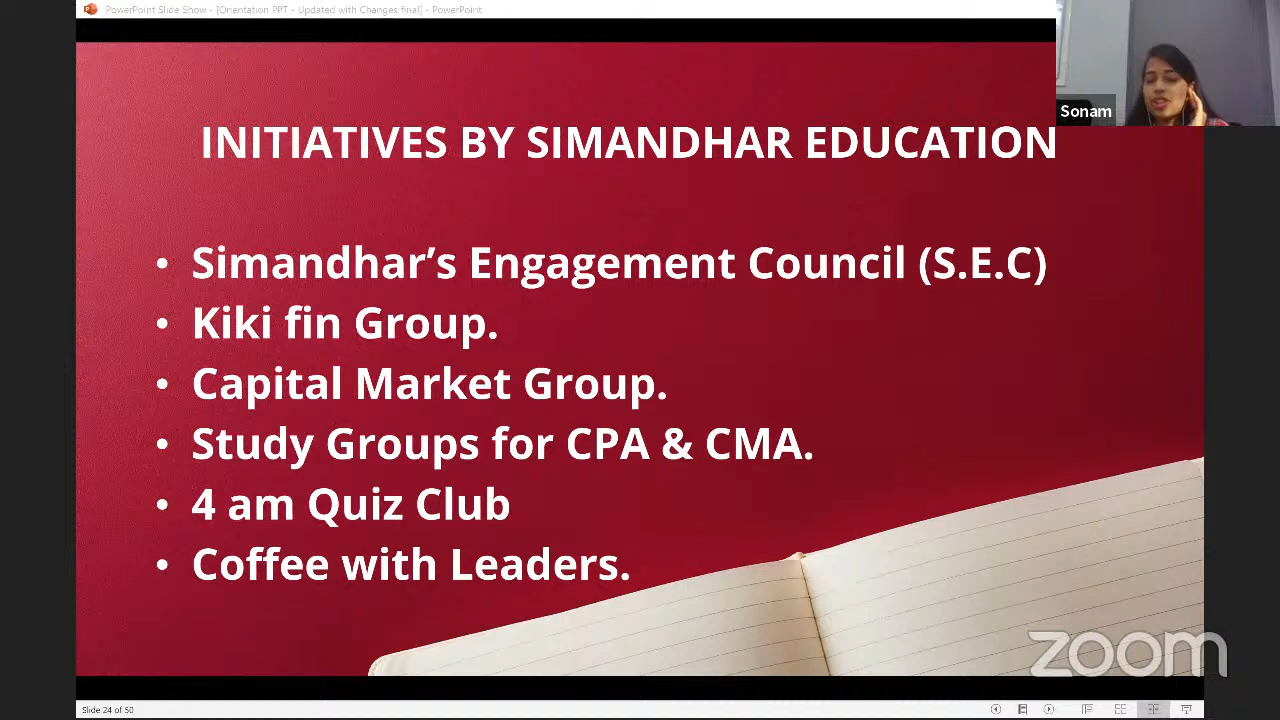 PowerPoint Slide Show - [Orientation PPT - Updated with Changes final] - PowerPoint
Sonam
INITIATIVES BY SIMANDHAR EDUCATION
• Simandhar’s Engagement Council (S.E.C)
• Kiki fin Group.
• Capital Market Group.
• Study Groups for CPA & CMA.
• 4 am Quiz Club
• Coffee with Leaders.
zoom
Slide 24 of 50